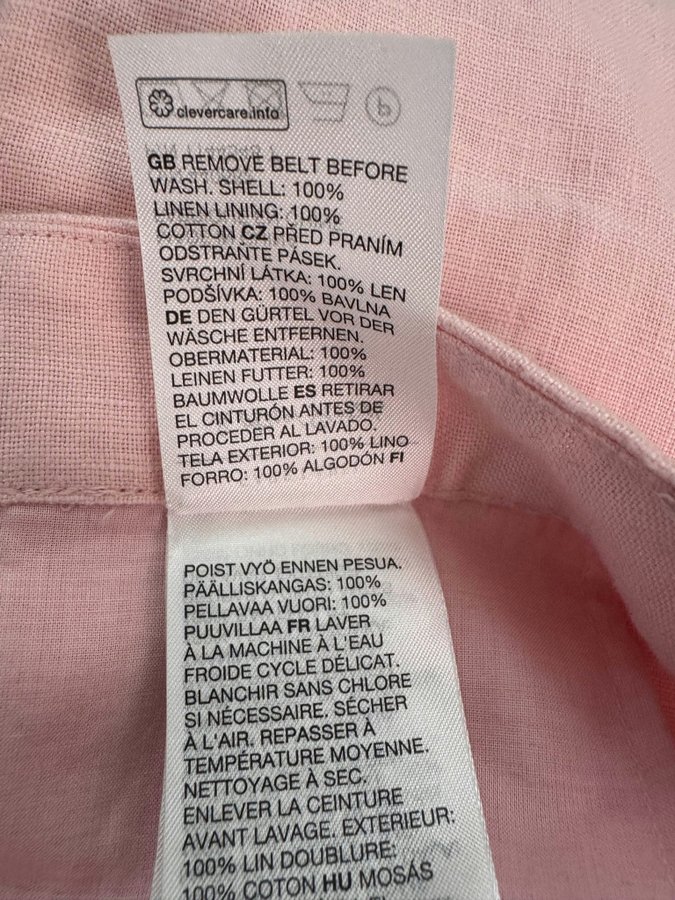 clevercare.info
GB REMOVE BELT BEFORE
WASH. SHELL: 100%
LINEN LINING: 100%
COTTON CZ PŘED PRANÍM
ODSTRAŇTE PÁSEK.
SVRCHNÍ LÁTKA: 100% LEN
PODŠÍVKA: 100% BAVLNA
DE DEN GÜRTEL VOR DER
WÄSCHE ENTFERNEN.
OBERMATERIAL: 100%
LEINEN FUTTER: 100%
BAUMWOLLE ES RETIRAR
EL CINTURÓN ANTES DE
PROCEDER AL LAVADO.
TELA EXTERIOR: 100% LINO
FORRO: 100% ALGODÓN FI
POIST VYÖ ENNEN PESUA.
PÄÄLLISKANGAS: 100%
PELLAVAA VUORI: 100%
PUUVILLAA FR LAVER
À LA MACHINE À L'EAU
FROIDE CYCLE DÉLICAT.
BLANCHIR SANS CHLORE
SI NÉCESSAIRE. SÉCHER
À L'AIR. REPASSER À
TEMPÉRATURE MOYENNE.
NETTOYAGE À SEC.
ENLEVER LA CEINTURE
AVANT LAVAGE. EXTERIEUR:
100% LIN DOUBLURE:
100% COTON HU MOSÁS